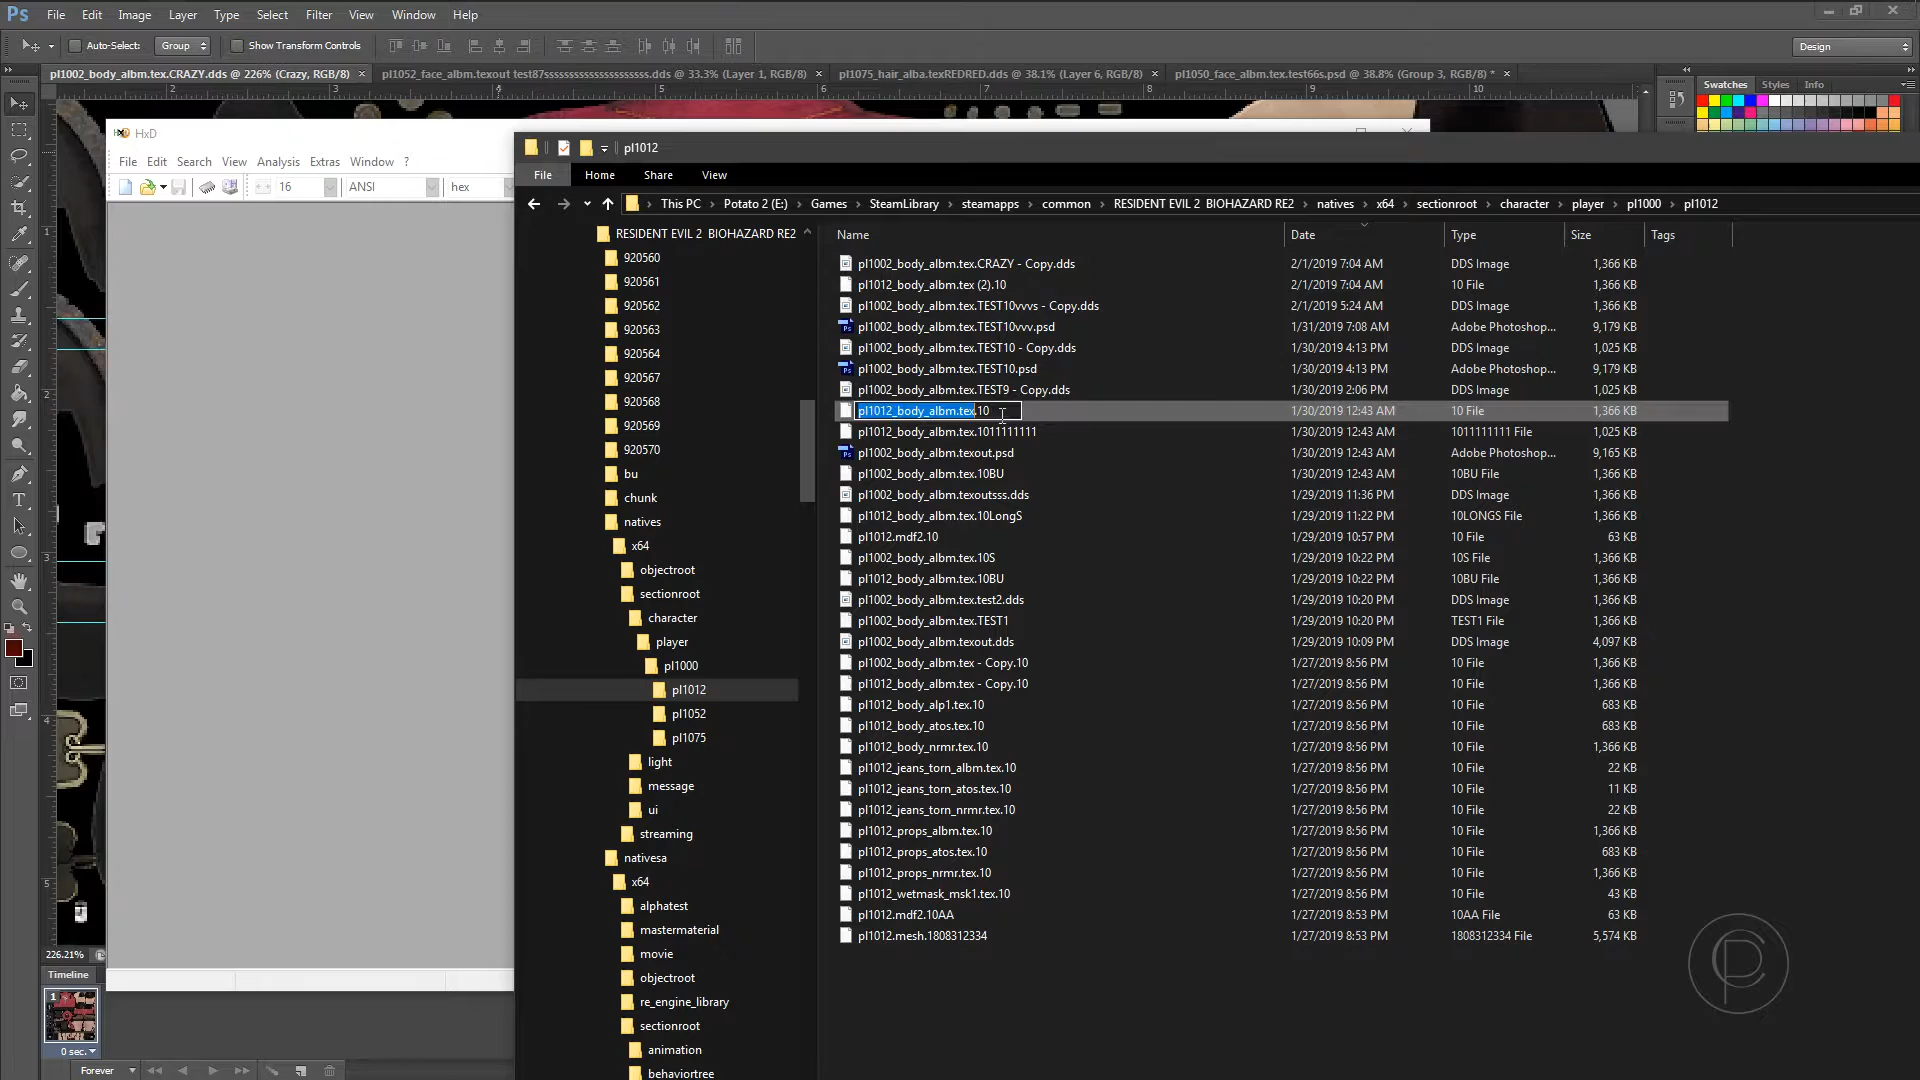 Ps File Edit Image Layer Type Select Filter View Window Help
Auto-Select: Group Show Transform Controls Design
pl1002_body_albm.tex.CRAZY.dds @ 226% (Crazy, RGB/8) × pl1052_face_albm.texout test87sssssssssssssssssssss.dds @ 33.3% (Layer 1, RGB/8) × pl1075_hair_alba.texREDRED.dds @ 38.1% (Layer 6, RGB/8) × pl1050_face_albm.tex.test66s.psd @ 38.8% (Group 3, RGB/8) * ×
Swatches Styles Info
2 3 4 5 6 7 8 9 10
HxD
File Edit Search View Analysis Extras Window ?
16 ANSI hex
pl1012
File Home Share View
This PC Potato 2 (E:) Games SteamLibrary steamapps common RESIDENT EVIL 2 BIOHAZARD RE2 natives x64 sectionroot character player pl1000 pl1012
RESIDENT EVIL 2 BIOHAZARD RE2
920560
920561
920562
920563
920564
920567
920568
920569
920570
bu
chunk
natives
x64
objectroot
sectionroot
character
player
pl1000
pl1012
pl1052
pl1075
light
message
ui
streaming
nativesa
x64
alphatest
mastermaterial
movie
objectroot
re_engine_library
sectionroot
animation
behaviortree
Name Date Type Size Tags
pl1002_body_albm.tex.CRAZY - Copy.dds 2/1/2019 7:04 AM DDS Image 1,366 KB
pl1012_body_albm.tex (2).10 2/1/2019 7:04 AM 10 File 1,366 KB
pl1002_body_albm.tex.TEST10vvvs - Copy.dds 2/1/2019 5:24 AM DDS Image 1,366 KB
pl1002_body_albm.tex.TEST10vvv.psd 1/31/2019 7:08 AM Adobe Photoshop... 9,179 KB
pl1002_body_albm.tex.TEST10 - Copy.dds 1/30/2019 4:13 PM DDS Image 1,025 KB
pl1002_body_albm.tex.TEST10.psd 1/30/2019 4:13 PM Adobe Photoshop... 9,179 KB
pl1002_body_albm.tex.TEST9 - Copy.dds 1/30/2019 2:06 PM DDS Image 1,025 KB
pl1012_body_albm.tex.10 1/30/2019 12:43 AM 10 File 1,366 KB
pl1012_body_albm.tex.1011111111 1/30/2019 12:43 AM 1011111111 File 1,025 KB
pl1002_body_albm.texout.psd 1/30/2019 12:43 AM Adobe Photoshop... 9,165 KB
pl1002_body_albm.tex.10BU 1/30/2019 12:43 AM 10BU File 1,366 KB
pl1002_body_albm.texoutsss.dds 1/29/2019 11:36 PM DDS Image 1,366 KB
pl1012_body_albm.tex.10LongS 1/29/2019 11:22 PM 10LONGS File 1,366 KB
pl1012.mdf2.10 1/29/2019 10:57 PM 10 File 63 KB
pl1002_body_albm.tex.10S 1/29/2019 10:22 PM 10S File 1,366 KB
pl1012_body_albm.tex.10BU 1/29/2019 10:22 PM 10BU File 1,366 KB
pl1002_body_albm.tex.test2.dds 1/29/2019 10:20 PM DDS Image 1,366 KB
pl1002_body_albm.tex.TEST1 1/29/2019 10:20 PM TEST1 File 1,366 KB
pl1002_body_albm.texout.dds 1/29/2019 10:09 PM DDS Image 4,097 KB
pl1002_body_albm.tex - Copy.10 1/27/2019 8:56 PM 10 File 1,366 KB
pl1012_body_albm.tex - Copy.10 1/27/2019 8:56 PM 10 File 1,366 KB
pl1012_body_alp1.tex.10 1/27/2019 8:56 PM 10 File 683 KB
pl1012_body_atos.tex.10 1/27/2019 8:56 PM 10 File 683 KB
pl1012_body_nrmr.tex.10 1/27/2019 8:56 PM 10 File 1,366 KB
pl1012_jeans_torn_albm.tex.10 1/27/2019 8:56 PM 10 File 22 KB
pl1012_jeans_torn_atos.tex.10 1/27/2019 8:56 PM 10 File 11 KB
pl1012_jeans_torn_nrmr.tex.10 1/27/2019 8:56 PM 10 File 22 KB
pl1012_props_albm.tex.10 1/27/2019 8:56 PM 10 File 1,366 KB
pl1012_props_atos.tex.10 1/27/2019 8:56 PM 10 File 683 KB
pl1012_props_nrmr.tex.10 1/27/2019 8:56 PM 10 File 1,366 KB
pl1012_wetmask_msk1.tex.10 1/27/2019 8:56 PM 10 File 43 KB
pl1012.mdf2.10AA 1/27/2019 8:53 PM 10AA File 63 KB
pl1012.mesh.1808312334 1/27/2019 8:53 PM 1808312334 File 5,574 KB
1
2
3
4
5
226.21%
Timeline
1
0 sec.
Forever